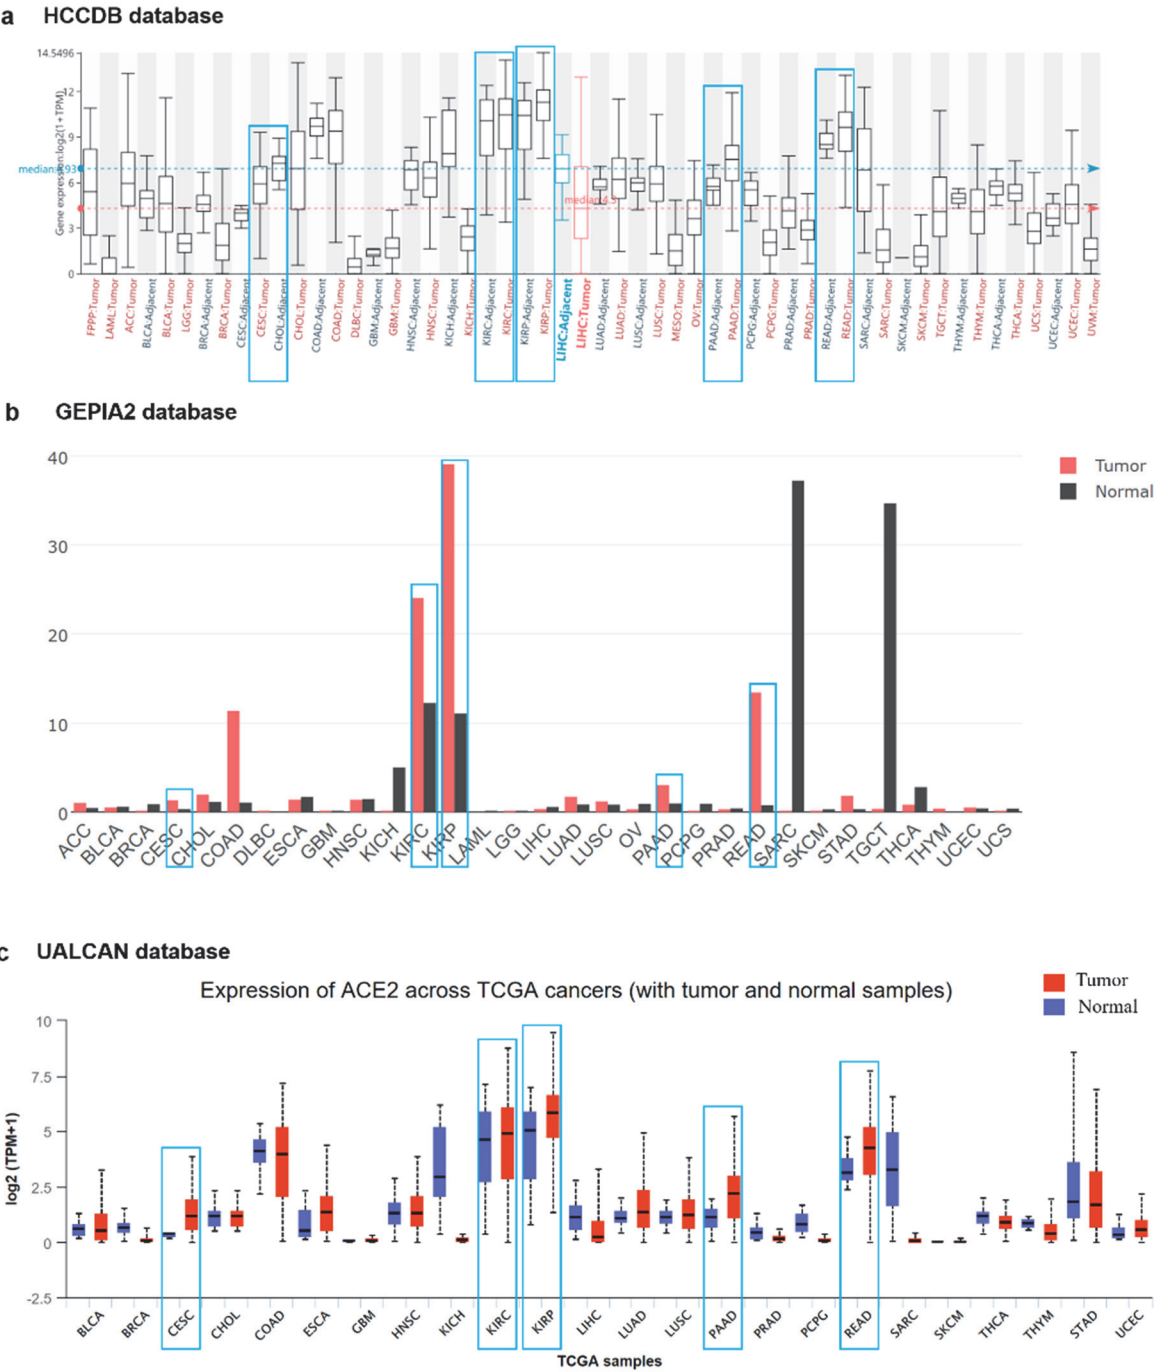 a HCCDB database
14.5496
12
9
6
3
0
Gene expression:log2(1+TPM)
median:
median:4.3
FPPP:Tumor
LAML:Tumor
ACC:Tumor
BLCA:Adjacent
BLCA:Tumor
LGG:Tumor
BRCA:Adjacent
BRCA:Tumor
CESC:Adjacent
CESC:Tumor
CHOL:Adjacent
CHOL:Tumor
COAD:Adjacent
COAD:Tumor
DLBC:Tumor
GBM:Adjacent
GBM:Tumor
HNSC:Adjacent
HNSC:Tumor
KICH:Adjacent
KICH:Tumor
KIRC:Adjacent
KIRC:Tumor
KIRP:Adjacent
KIRP:Tumor
LIHC:Adjacent
LIHC:Tumor
LUAD:Adjacent
LUAD:Tumor
LUSC:Adjacent
LUSC:Tumor
MESO:Tumor
OV:Tumor
PAAD:Adjacent
PAAD:Tumor
PCPG:Adjacent
PCPG:Tumor
PRAD:Adjacent
PRAD:Tumor
READ:Adjacent
READ:Tumor
SARC:Adjacent
SARC:Tumor
SKCM:Adjacent
SKCM:Tumor
TGCT:Tumor
THYM:Adjacent
THYM:Tumor
THCA:Adjacent
THCA:Tumor
UCS:Tumor
UCEC:Adjacent
UCEC:Tumor
UVM:Tumor
b GEPIA2 database
40
30
20
10
0
Tumor
Normal
ACC
BLCA
BRCA
CESC
CHOL
COAD
DLBC
ESCA
GBM
HNSC
KICH
KIRC
KIRP
LAML
LGG
LIHC
LUAD
LUSC
OV
PAAD
PCPG
PRAD
READ
SARC
SKCM
STAD
TGCT
THCA
THYM
UCEC
UCS
c UALCAN database
Expression of ACE2 across TCGA cancers (with tumor and normal samples)
Tumor
Normal
10
7.5
5
2.5
0
-2.5
log2 (TPM+1)
BLCA
BRCA
CESC
CHOL
COAD
ESCA
GBM
HNSC
KICH
KIRC
KIRP
LIHC
LUAD
LUSC
PAAD
PRAD
PCPG
READ
SARC
SKCM
THCA
THYM
STAD
UCEC
TCGA samples